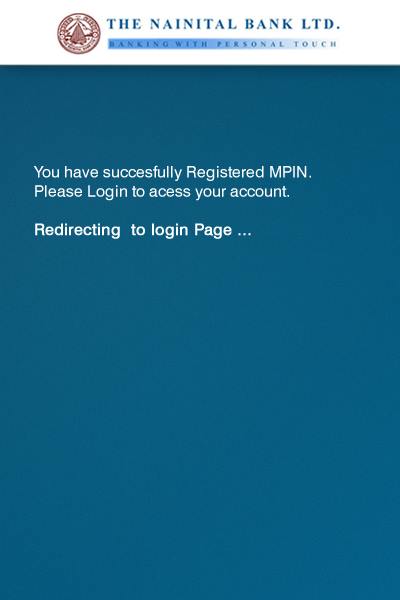 THE NAINITAL BANK LTD.
BANKING WITH PERSONAL TOUCH
You have succesfully Registered MPIN.
Please Login to acess your account.
Redirecting to login Page ...